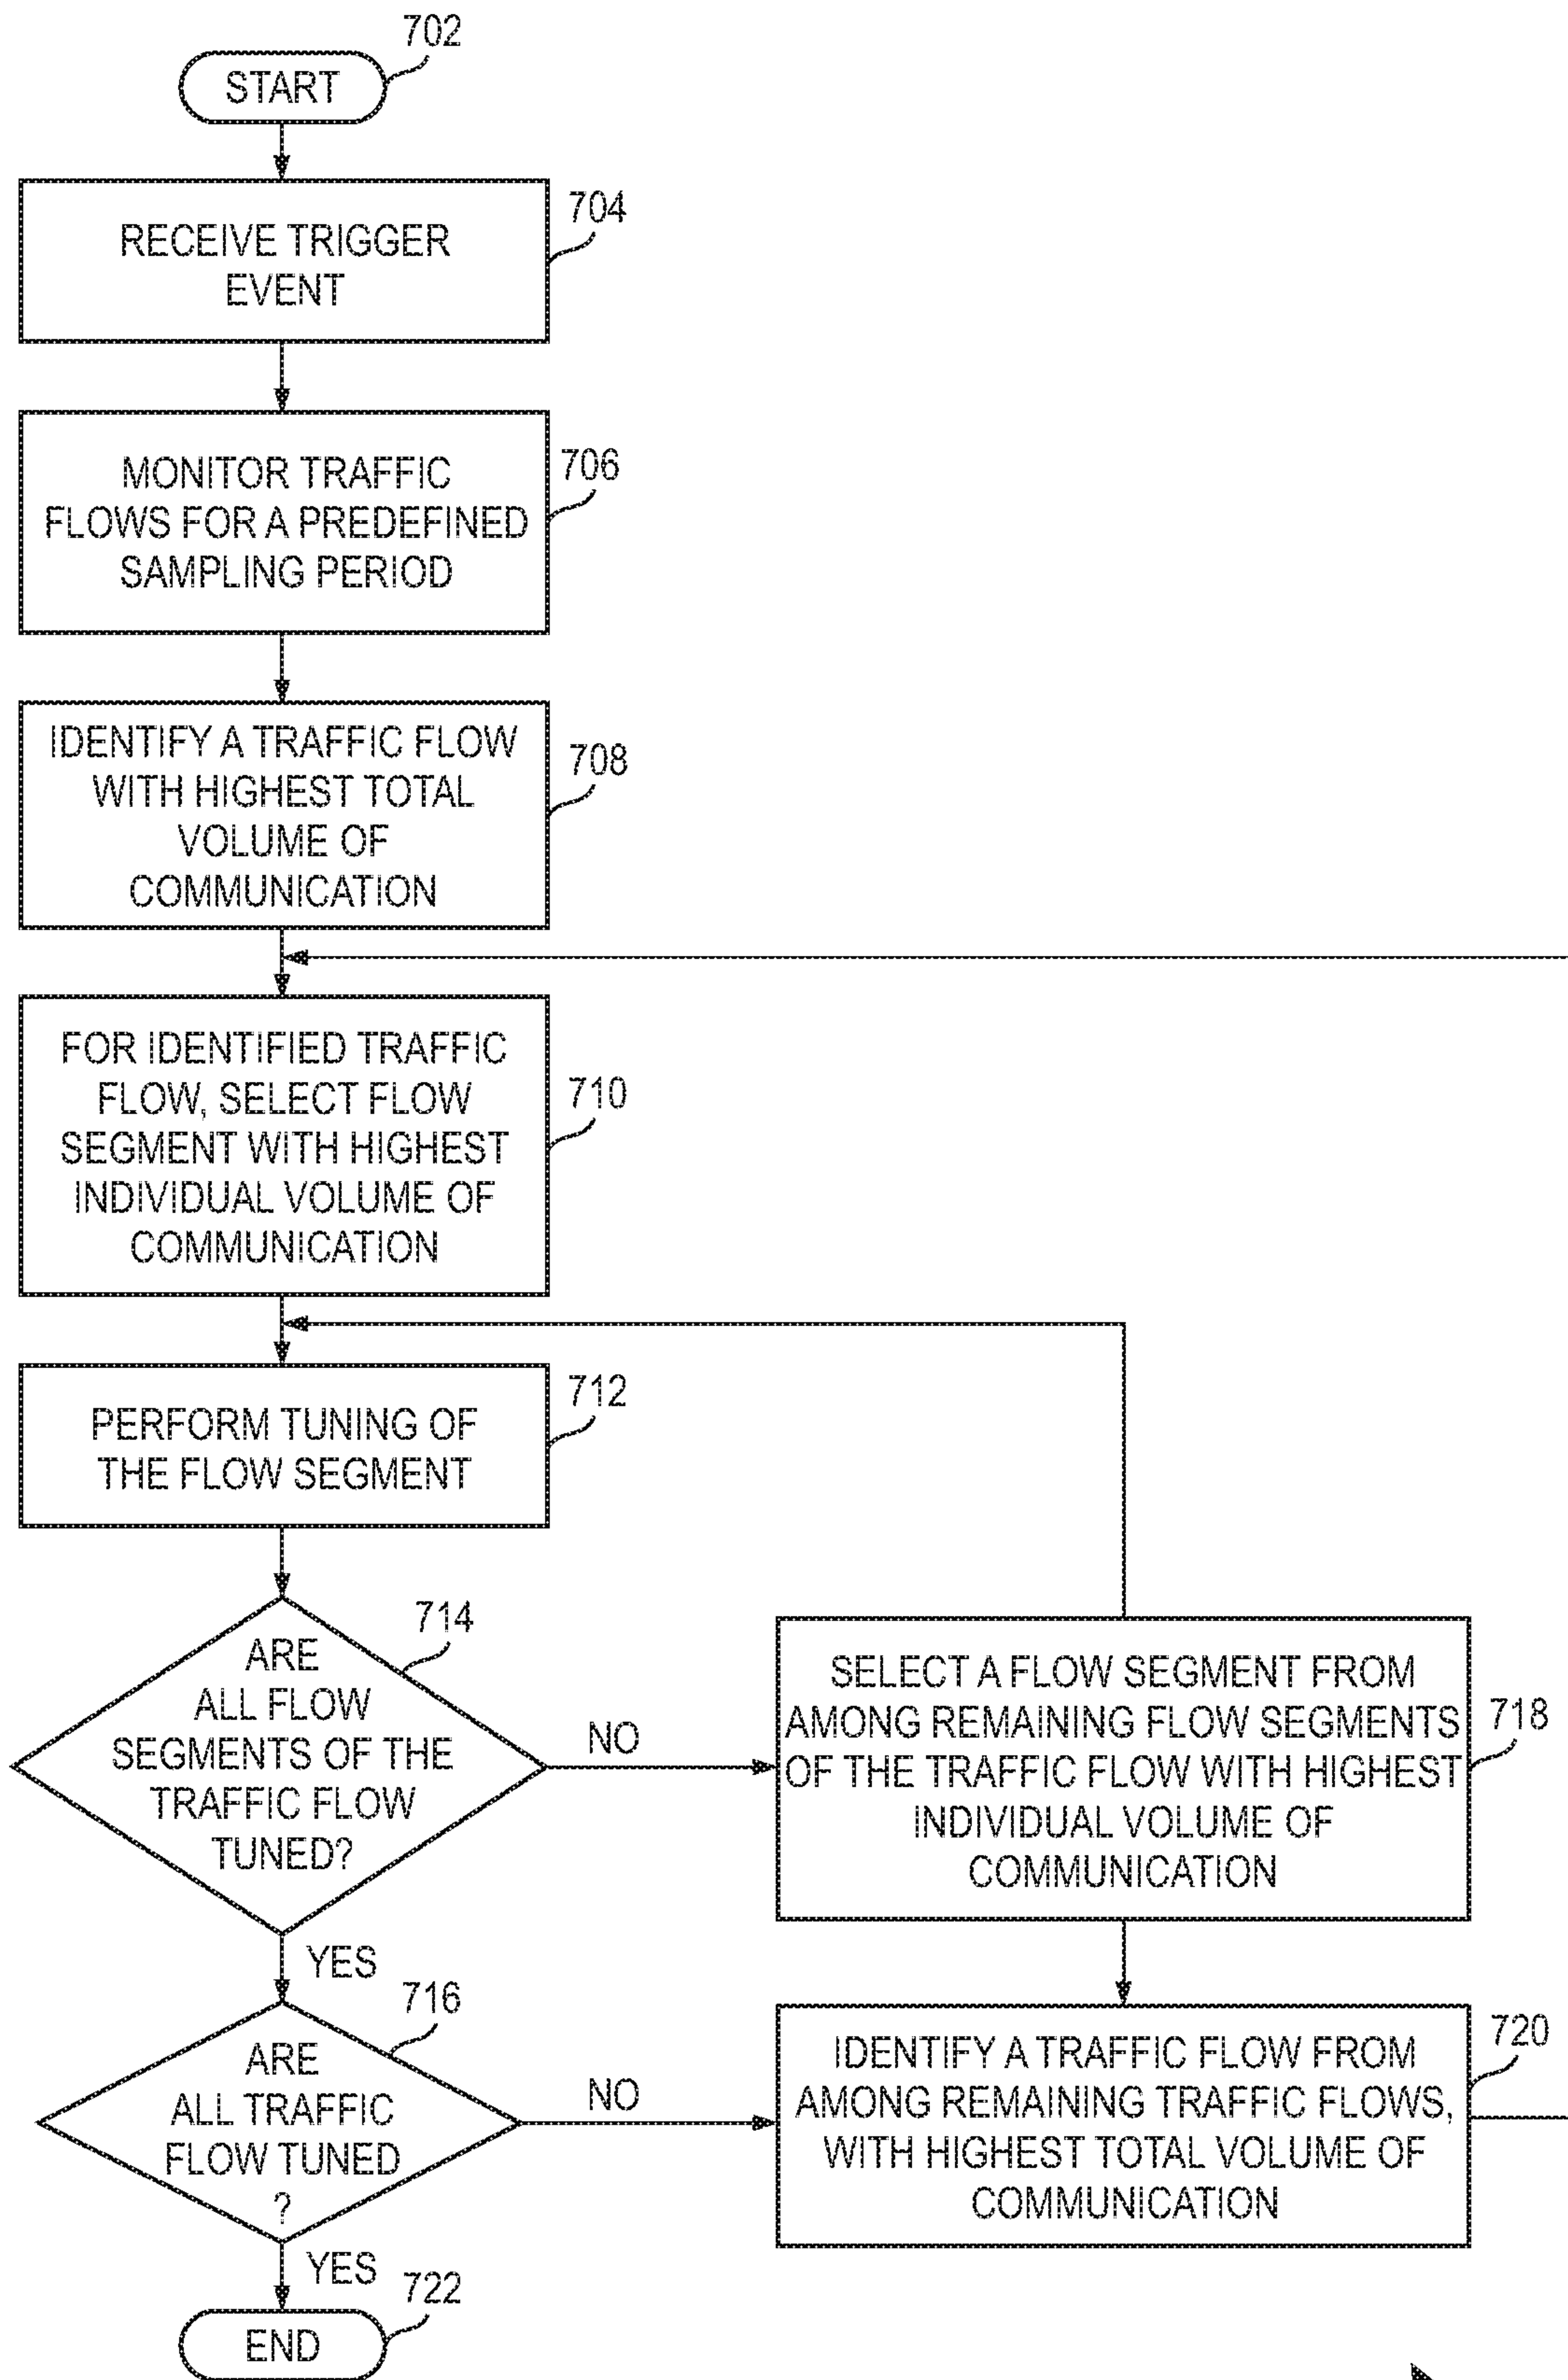 702
START
704
RECEIVE TRIGGER
EVENT
706
MONITOR TRAFFIC
FLOWS FOR A PREDEFINED
SAMPLING PERIOD
708
IDENTIFY A TRAFFIC FLOW
WITH HIGHEST TOTAL
VOLUME OF
COMMUNICATION
710
FOR IDENTIFIED TRAFFIC
FLOW, SELECT FLOW
SEGMENT WITH HIGHEST
INDIVIDUAL VOLUME OF
COMMUNICATION
712
PERFORM TUNING OF
THE FLOW SEGMENT
714
ARE
ALL FLOW
SEGMENTS OF THE
TRAFFIC FLOW
TUNED?
NO
718
SELECT A FLOW SEGMENT FROM
AMONG REMAINING FLOW SEGMENTS
OF THE TRAFFIC FLOW WITH HIGHEST
INDIVIDUAL VOLUME OF
COMMUNICATION
YES
716
ARE
ALL TRAFFIC
FLOW TUNED
?
NO
720
IDENTIFY A TRAFFIC FLOW FROM
AMONG REMAINING TRAFFIC FLOWS,
WITH HIGHEST TOTAL VOLUME OF
COMMUNICATION
YES
722
END